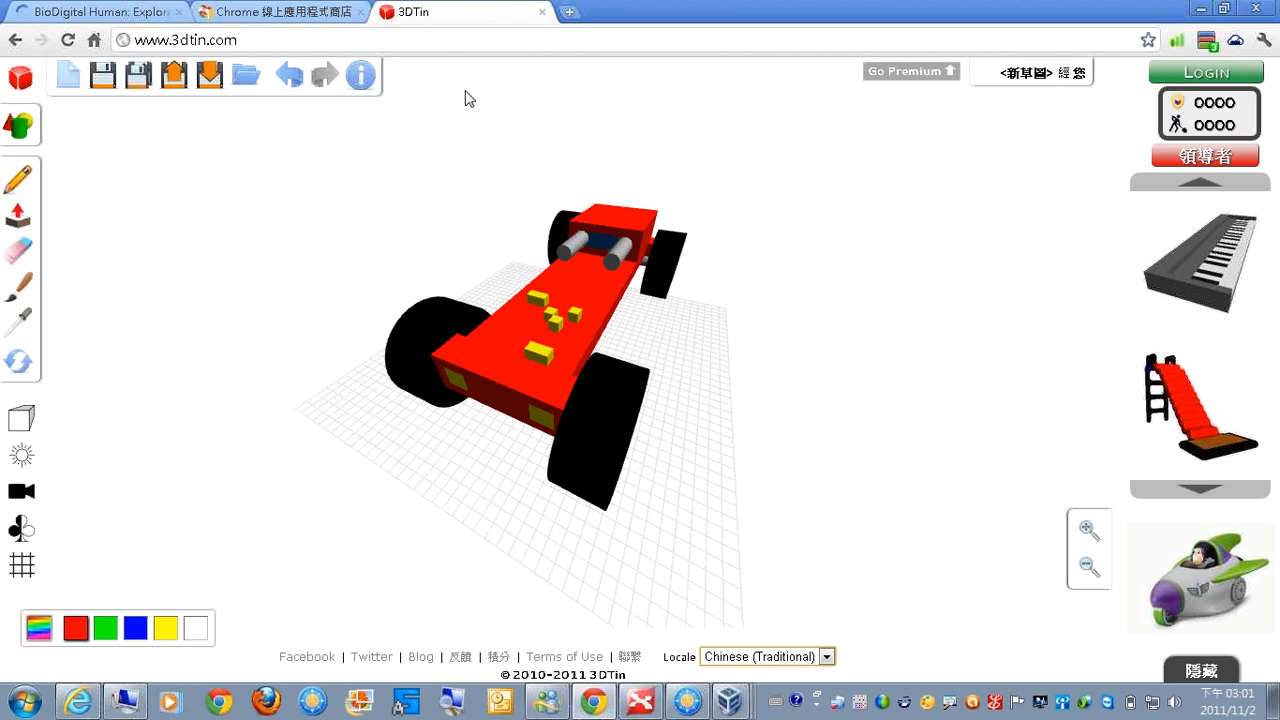 BioDigital Human: Explor
Chrome 線上應用程式商店
3DTin
www.3dtin.com
Go Premium
<新草圖> 經 您
LOGIN
0000
0000
領導者
Facebook | Twitter | Blog | 反饋 | 積分 | Terms of Use | 聯繫
Locale Chinese (Traditional)
© 2010-2011 3DTin
隱藏
下午 03:01
2011/11/2